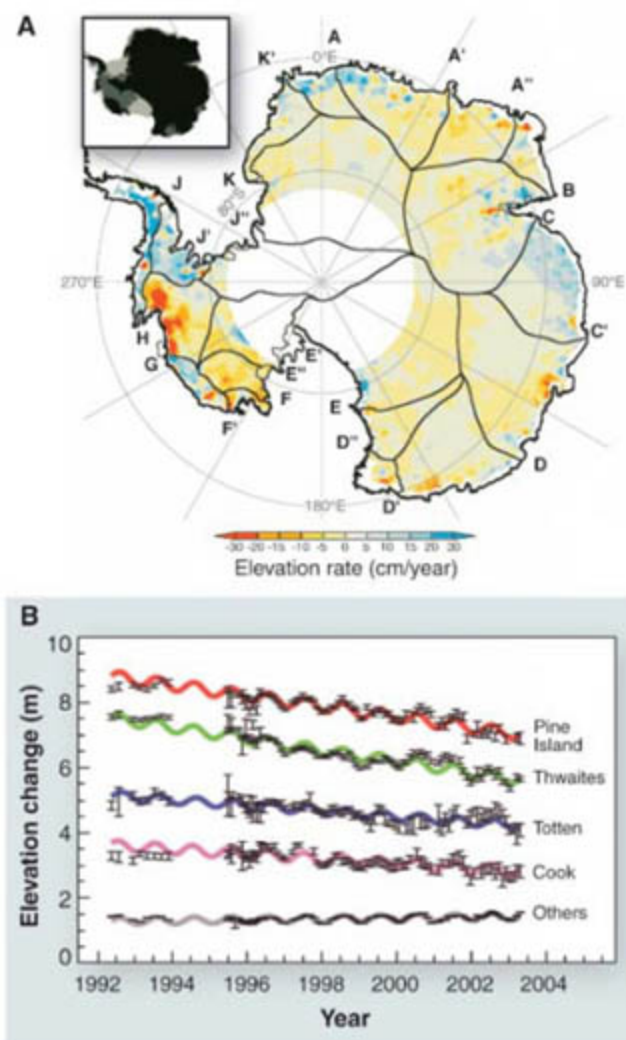 A
A
K'
0°E
A'
A"
K
80°S
B
J
J"
C
J'
270°E
90°E
H
C'
G
E'
E"
E
F
F'
D"
D
D'
180°E
-30 -20 -15 -10 -5 0 5 10 15 20 30
Elevation rate (cm/year)
B
Elevation change (m)
10
8
6
4
2
0
Pine
Island
Thwaites
Totten
Cook
Others
1992 1994 1996 1998 2000 2002 2004
Year